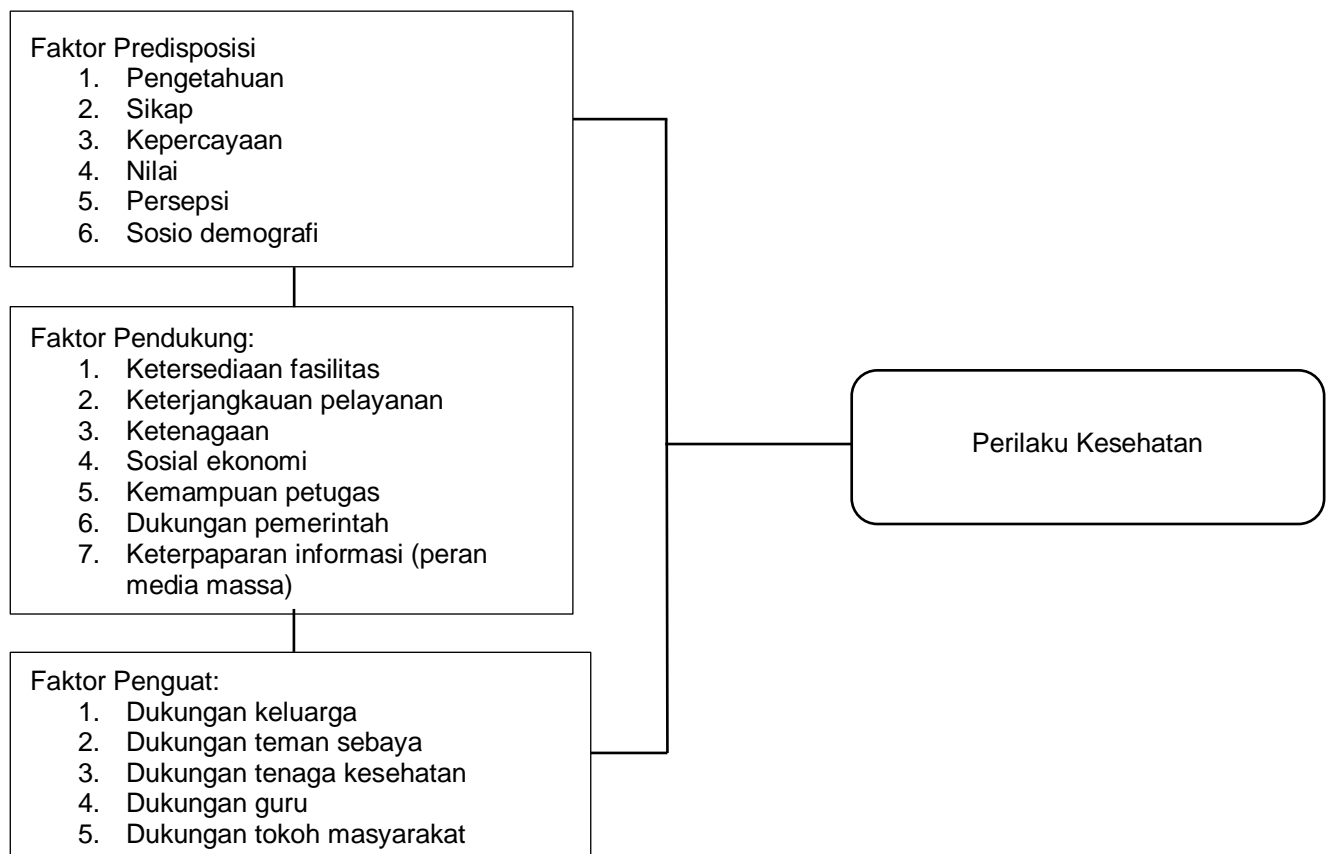 Faktor Predisposisi
1. Pengetahuan
2. Sikap
3. Kepercayaan
4. Nilai
5. Persepsi
6. Sosio demografi
Faktor Pendukung:
1. Ketersediaan fasilitas
2. Keterjangkauan pelayanan
3. Ketenagaan
4. Sosial ekonomi
5. Kemampuan petugas
6. Dukungan pemerintah
7. Keterpaparan informasi (peran
media massa)
Faktor Penguat:
1. Dukungan keluarga
2. Dukungan teman sebaya
3. Dukungan tenaga kesehatan
4. Dukungan guru
5. Dukungan tokoh masyarakat
Perilaku Kesehatan